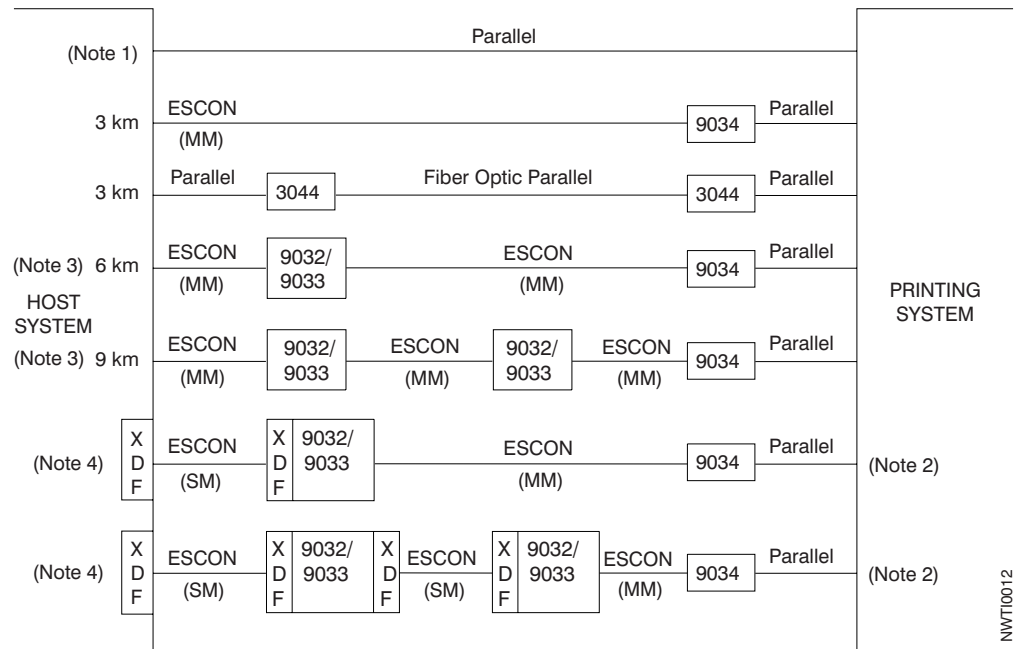 Parallel
(Note 1)
ESCON
Parallel
3 km
9034
(MM)
Parallel
Fiber Optic Parallel
Parallel
3 km
3044
3044
ESCON
9032/
9033
ESCON
Parallel
(Note 3) 6 km
9034
(MM)
(MM)
HOST
SYSTEM
PRINTING
SYSTEM
ESCON
9032/
9033
ESCON
9032/
9033
ESCON
Parallel
(Note 3) 9 km
9034
(MM)
(MM)
(MM)
X
D
F
ESCON
X
D
F
9032/
9033
ESCON
Parallel
(Note 4)
9034
(Note 2)
(SM)
(MM)
X
D
F
ESCON
X
D
F
9032/
9033
X
D
F
ESCON
X
D
F
9032/
9033
ESCON
Parallel
(Note 4)
9034
(Note 2)
(SM)
(SM)
(MM)
NWTI0012